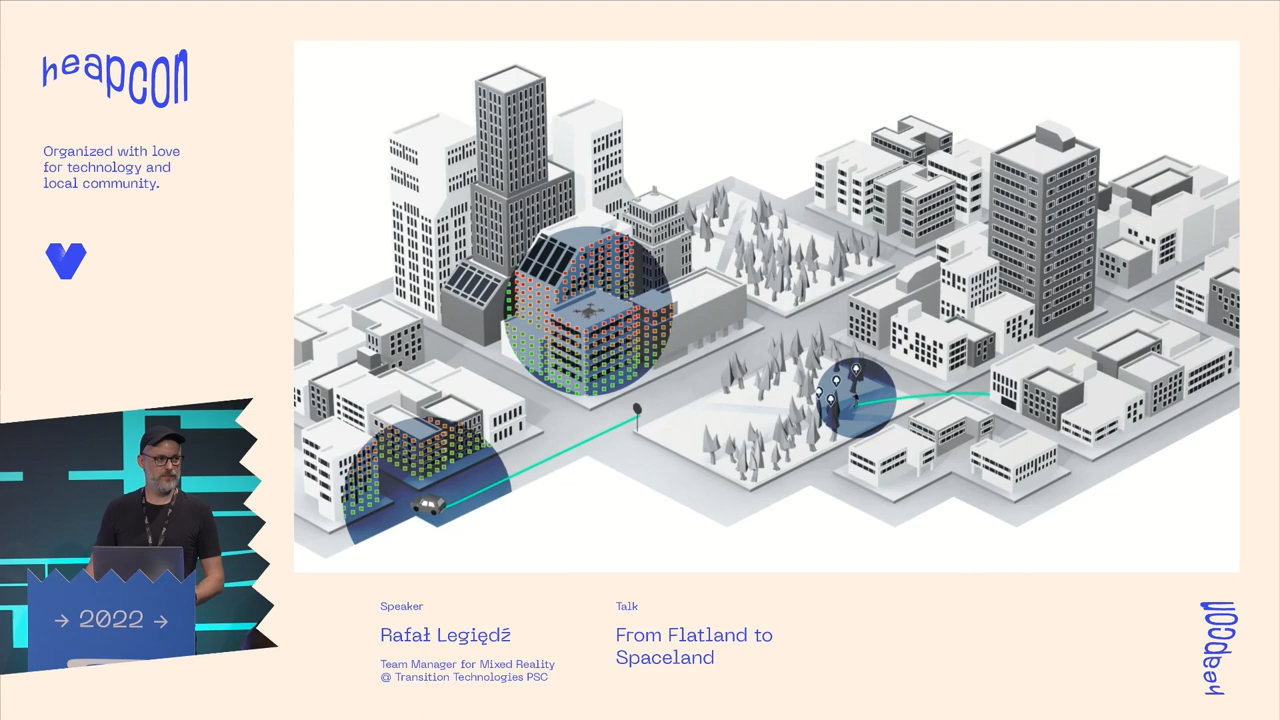 heapcon
Organized with love
for technology and
local community.
→ 2022 →
Speaker
Rafał Legiędź
Team Manager for Mixed Reality
@ Transition Technologies PSC
Talk
From Flatland to
Spaceland
heapcon